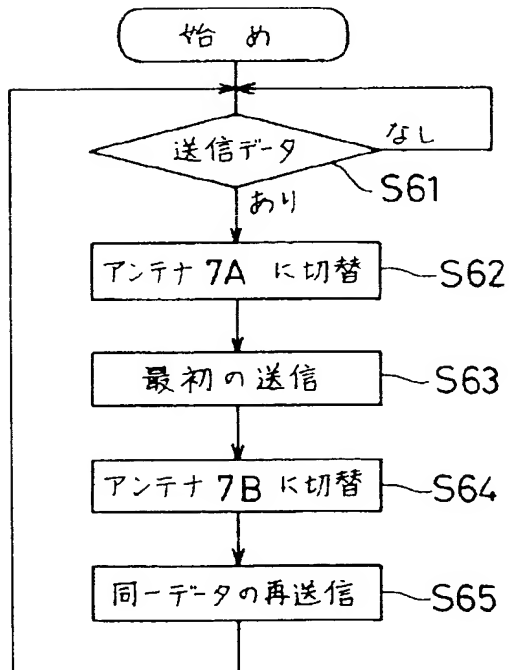 始め
送信データ
なし
S61
あり
アンテナ 7A に切替
S62
最初の送信
S63
アンテナ 7B に切替
S64
同一データの再送信
S65